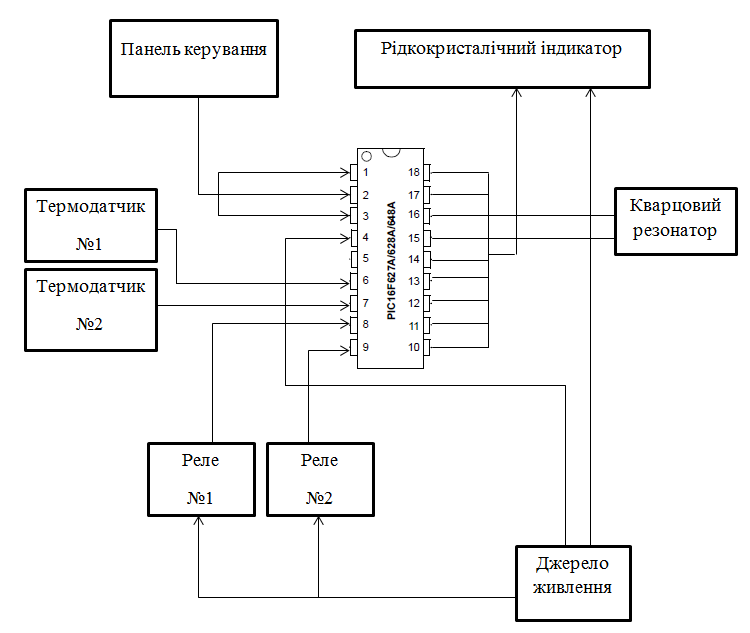 Панель керування
Рідкокристалічний індикатор
Термодатчик
№1
Термодатчик
№2
1
2
3
4
5
6
7
8
9
PIC16F627A/628A/648A
18
17
16
15
14
13
12
11
10
Кварцовий
резонатор
Реле
№1
Реле
№2
Джерело
живлення